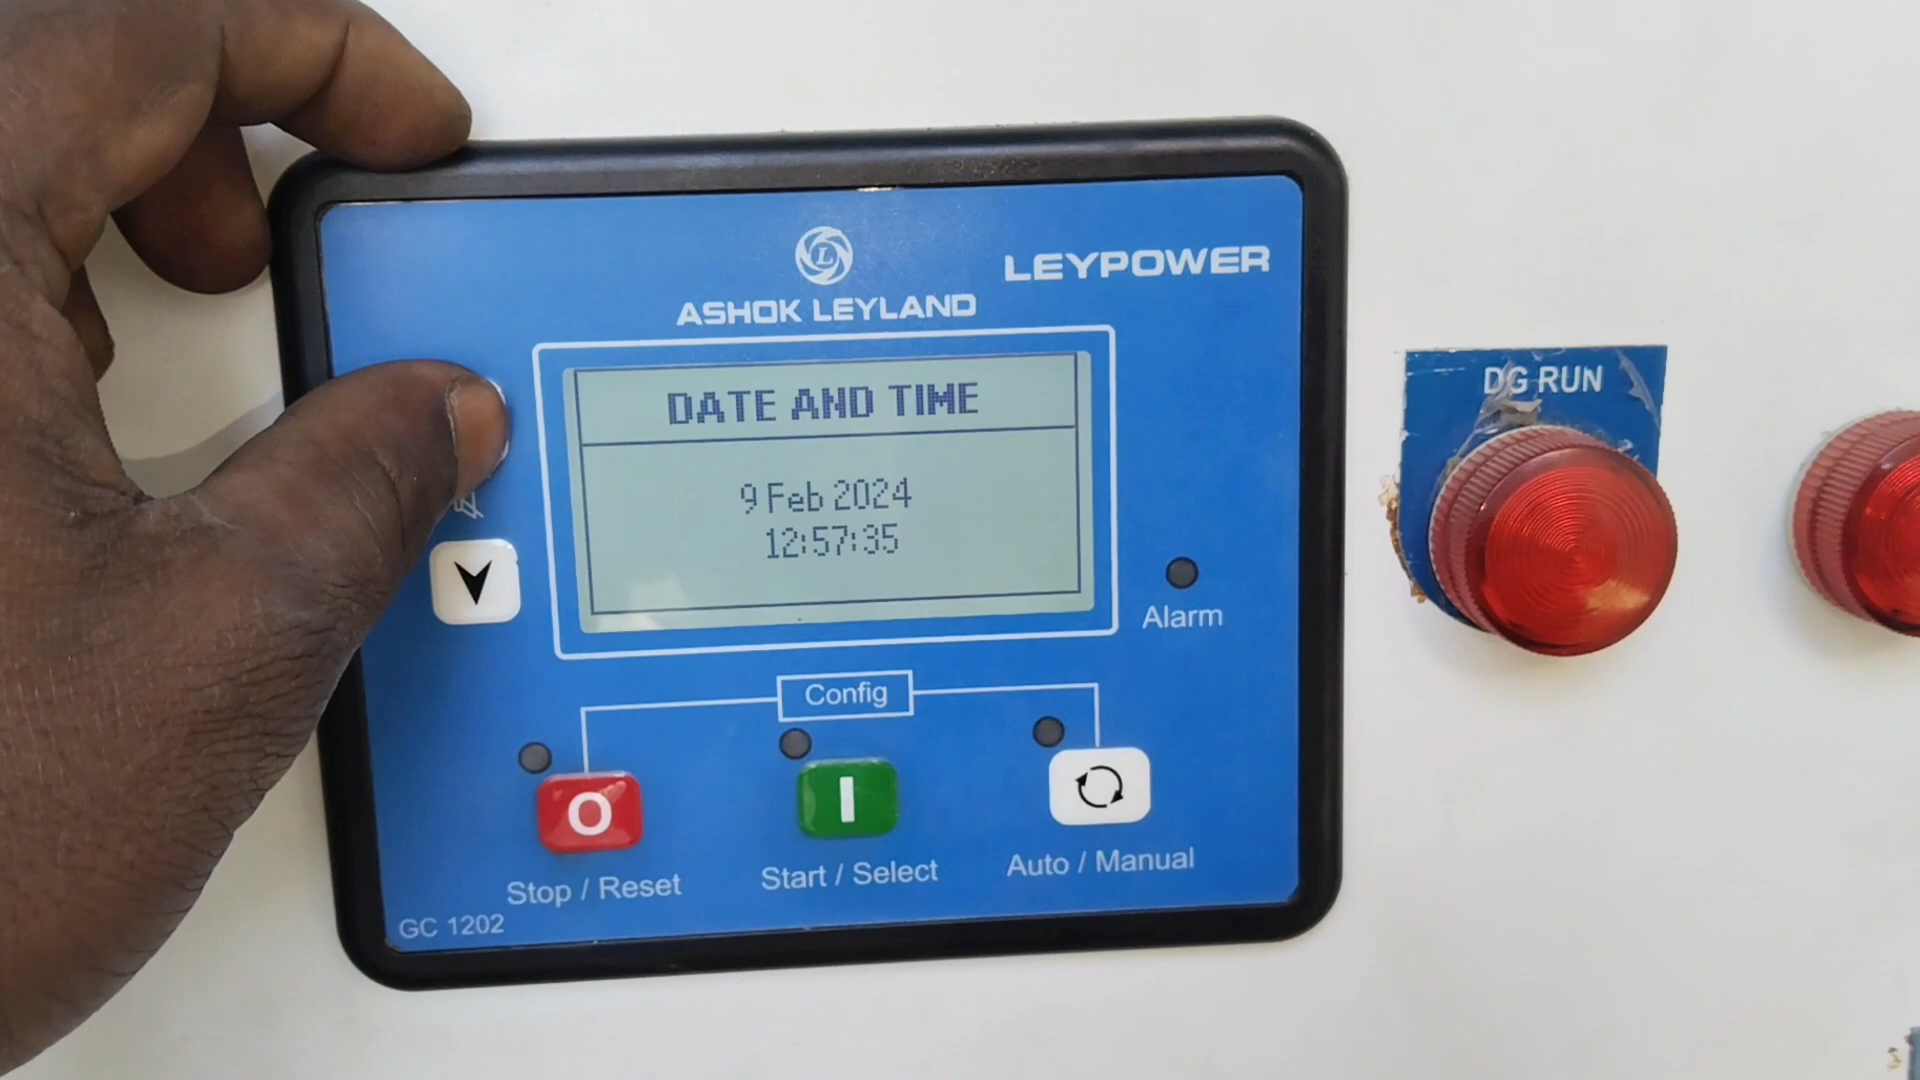 LEYPOWER
ASHOK LEYLAND
DATE AND TIME
9 Feb 2024
12:57:35
DG RUN
Alarm
Config
O
I
Stop / Reset
Start / Select
Auto / Manual
GC 1202